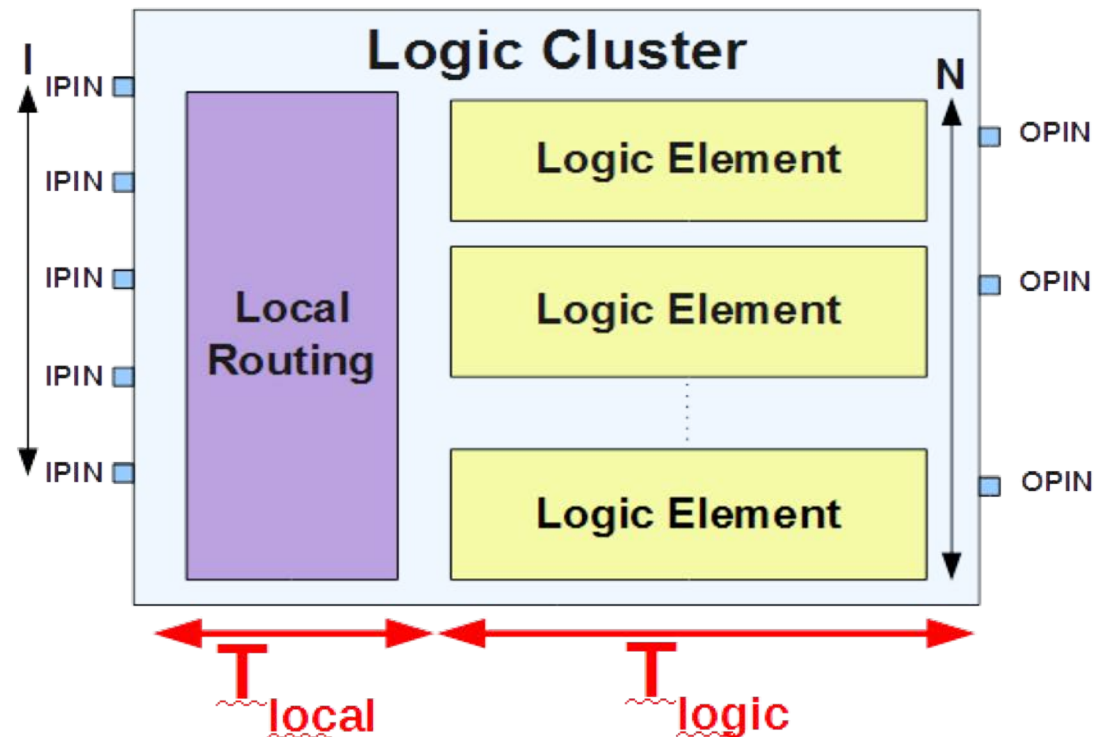 Logic Cluster
I
N
IPIN
IPIN
IPIN
IPIN
IPIN
Local
Routing
Logic Element
Logic Element
Logic Element
OPIN
OPIN
OPIN
T local
T logic